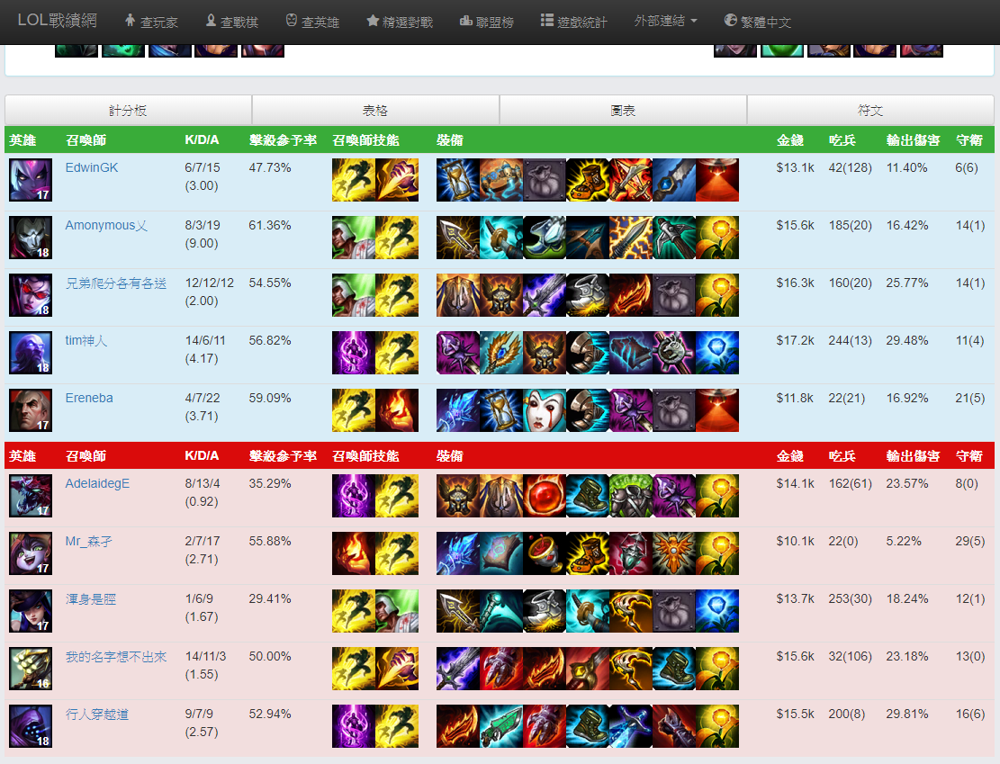 LOL戰績網 查玩家 查戰棋 查英雄 精選對戰 聯盟榜 遊戲統計 外部連結 繁體中文
計分板 表格 圖表 符文
英雄 召喚師 K/D/A 擊殺參予率 召喚師技能 裝備 金錢 吃兵 輸出傷害 守衛
17 EdwinGK 6/7/15 47.73% $13.1k 42(128) 11.40% 6(6)
(3.00)
18 Amonymous乂 8/3/19 61.36% $15.6k 185(20) 16.42% 14(1)
(9.00)
18 兄弟爬分各有各送 12/12/12 54.55% $16.3k 160(20) 25.77% 14(1)
(2.00)
18 tim神人 14/6/11 56.82% $17.2k 244(13) 29.48% 11(4)
(4.17)
17 Ereneba 4/7/22 59.09% $11.8k 22(21) 16.92% 21(5)
(3.71)
英雄 召喚師 K/D/A 擊殺參予率 召喚師技能 裝備 金錢 吃兵 輸出傷害 守衛
17 AdelaidegE 8/13/4 35.29% $14.1k 162(61) 23.57% 8(0)
(0.92)
17 Mr_森孑 2/7/17 55.88% $10.1k 22(0) 5.22% 29(5)
(2.71)
17 渾身是脛 1/6/9 29.41% $13.7k 253(30) 18.24% 12(1)
(1.67)
16 我的名字想不出來 14/11/3 50.00% $15.6k 32(106) 23.18% 13(0)
(1.55)
18 行人穿越道 9/7/9 52.94% $15.5k 200(8) 29.81% 16(6)
(2.57)